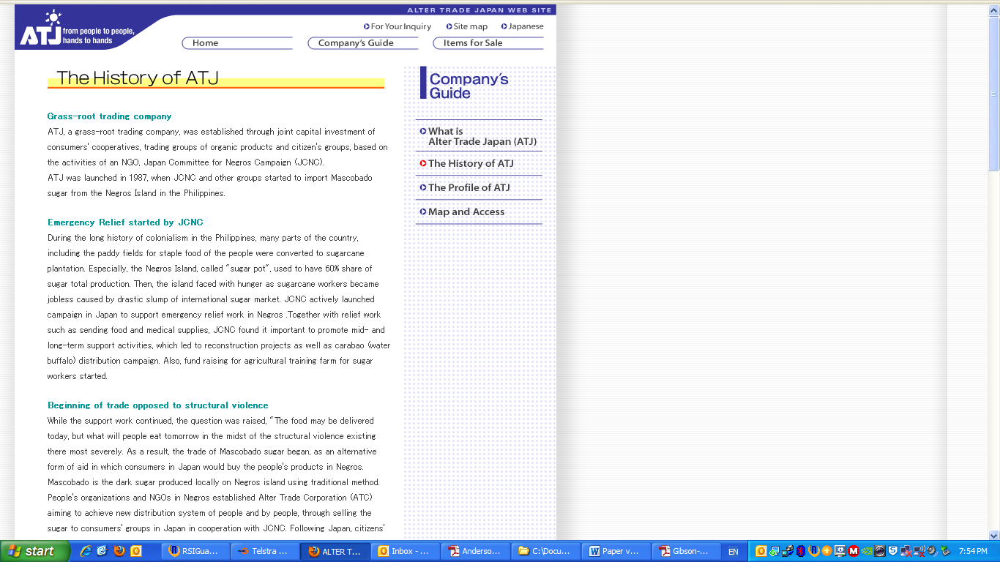 ALTER TRADE JAPAN WEB SITE
ATJ from people to people,
hands to hands
For Your Inquiry Site map Japanese
Home Company's Guide Items for Sale
The History of ATJ
Grass-root trading company
ATJ, a grass-root trading company, was established through joint capital investment of
consumers' cooperatives, trading groups of organic products and citizen's groups, based on
the activities of an NGO, Japan Committee for Negros Campaign (JCNC).
ATJ was launched in 1987, when JCNC and other groups started to import Mascobado
sugar from the Negros Island in the Philippines.
Emergency Relief started by JCNC
During the long history of colonialism in the Philippines, many parts of the country,
including the paddy fields for staple food of the people were converted to sugarcane
plantation. Especially, the Negros Island, called "sugar pot", used to have 60% share of
sugar total production. Then, the island faced with hunger as sugarcane workers became
jobless caused by drastic slump of international sugar market. JCNC actively launched
campaign in Japan to support emergency relief work in Negros .Together with relief work
such as sending food and medical supplies, JCNC found it important to promote mid- and
long-term support activities, which led to reconstruction projects as well as carabao (water
buffalo) distribution campaign. Also, fund raising for agricultural training farm for sugar
workers started.
Beginning of trade opposed to structural violence
While the support work continued, the question was raised, "The food may be delivered
today, but what will people eat tomorrow in the midst of the structural violence existing
there most severely. As a result, the trade of Mascobado sugar began, as an alternative
form of aid in which consumers in Japan would buy the people's products in Negros.
Mascobado is the dark sugar produced locally on Negros island using traditional method.
People's organizations and NGOs in Negros established Alter Trade Corporation (ATC)
aiming to achieve new distribution system of people and by people, through selling the
sugar to consumers' groups in Japan in cooperation with JCNC. Following Japan, citizens'
Company's
Guide
What is
Alter Trade Japan (ATJ)
The History of ATJ
The Profile of ATJ
Map and Access
start RSIGua... Telstra ... ALTER T... Inbox - ... Anderso... C:\Docu... Paper v... Gibson-... EN 7:54 PM